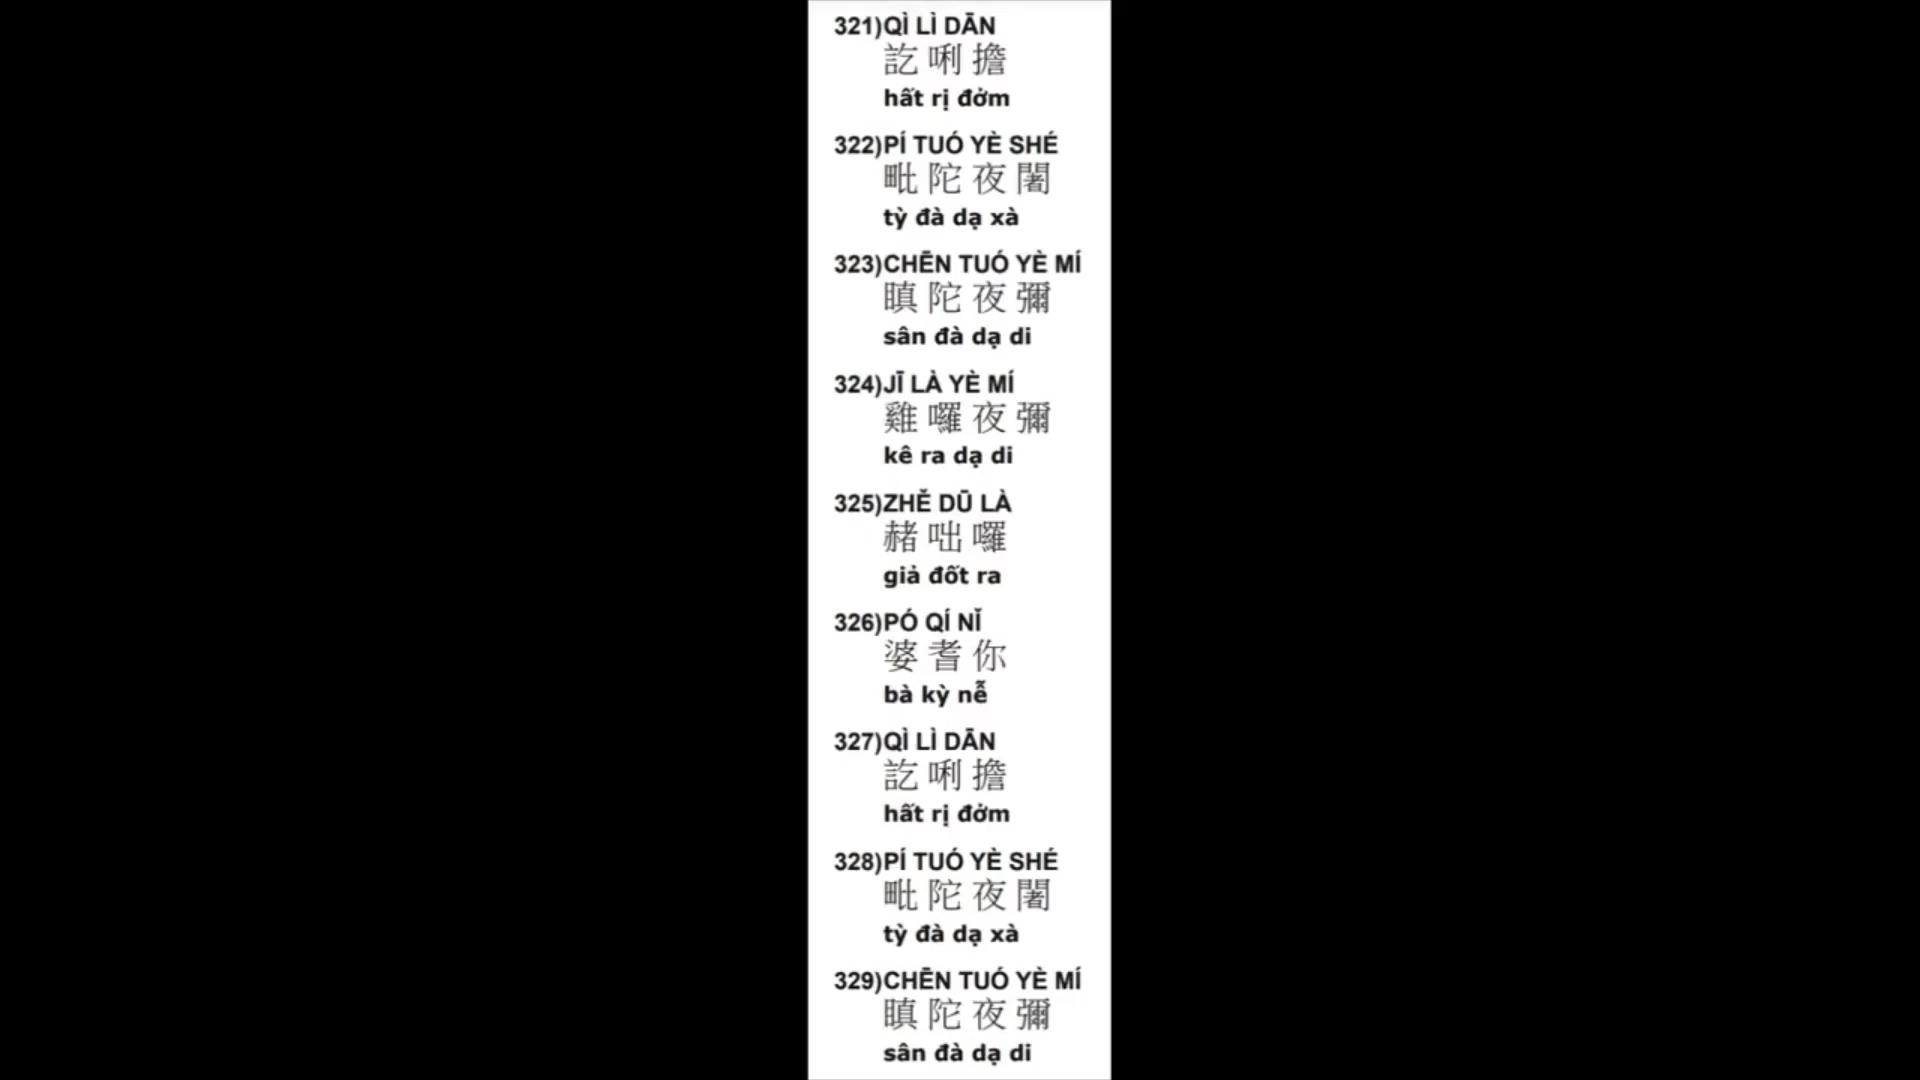 321)QÌ LÌ DĀN
訖 唎 擔
hất rị đởm
322)PÍ TUÓ YÈ SHÉ
毗 陀 夜 闍
tỳ đà dạ xà
323)CHĒN TUÓ YÈ MÍ
瞋 陀 夜 彌
sân đà dạ di
324)JĪ LÀ YÈ MÍ
雞 囉 夜 彌
kê ra dạ di
325)ZHĚ DŪ LÀ
赭 咄 囉
giả đốt ra
326)PÓ QÍ NǏ
婆 耆 你
bà kỳ nễ
327)QÌ LÌ DĀN
訖 唎 擔
hất rị đởm
328)PÍ TUÓ YÈ SHÉ
毗 陀 夜 闍
tỳ đà dạ xà
329)CHĒN TUÓ YÈ MÍ
瞋 陀 夜 彌
sân đà dạ di